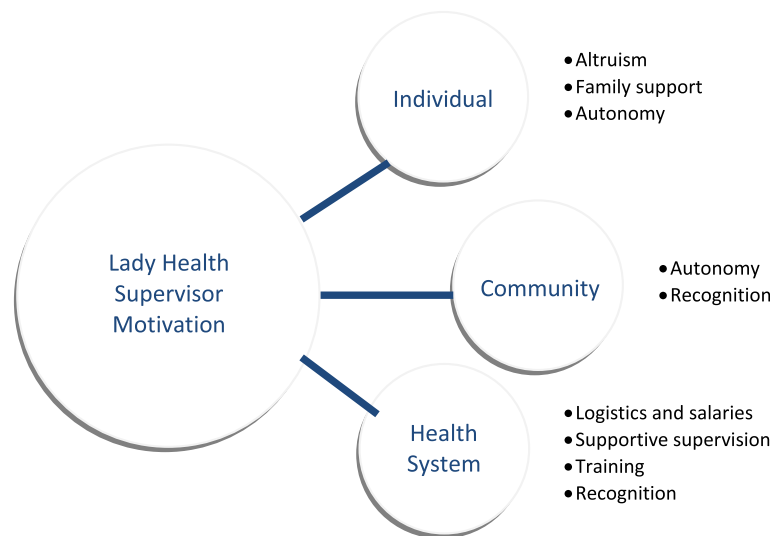 Individual
• Altruism
• Family support
• Autonomy
Lady Health
Supervisor
Motivation
Community
• Autonomy
• Recognition
Health
System
• Logistics and salaries
• Supportive supervision
• Training
• Recognition